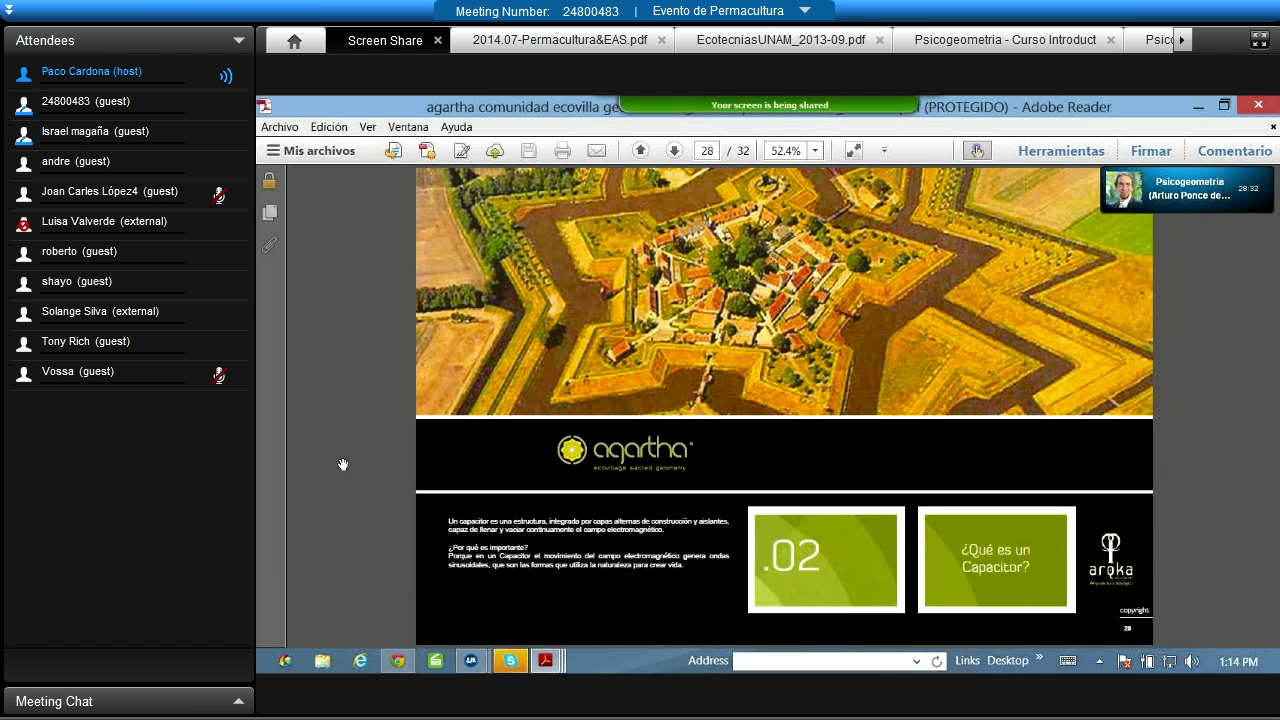 Meeting Number: 24800483 | Evento de Permacultura
Attendees
Paco Cardona (host)
24800483 (guest)
Israel magaña (guest)
andre (guest)
Joan Carles López4 (guest)
Luisa Valverde (external)
roberto (guest)
shayo (guest)
Solange Silva (external)
Tony Rich (guest)
Vossa (guest)
Meeting Chat
Screen Share
2014.07-Permacultura&EAS.pdf
EcotecniasUNAM_2013-09.pdf
Psicogeometria - Curso Introduct
Psico
agartha comunidad ecovilla ge
Your screen is being shared
(PROTEGIDO) - Adobe Reader
Archivo Edición Ver Ventana Ayuda
Mis archivos
28 / 32
52.4%
Herramientas Firmar Comentario
Psicogeometria
(Arturo Ponce de...
28:32
agartha
ecovillage sacred geometry
Un capacitor es una estructura, integrada por capas alternas de construcción y aislantes,
capaz de llenar y vaciar continuamente el campo electromagnético.
¿Por qué es importante?
Porque en un Capacitor el movimiento del campo electromagnético genera ondas
sinusoidales, que son las formas que utiliza la naturaleza para crear vida.
.02
¿Qué es un
Capacitor?
arqka
copyright
28
Address
Links Desktop
1:14 PM